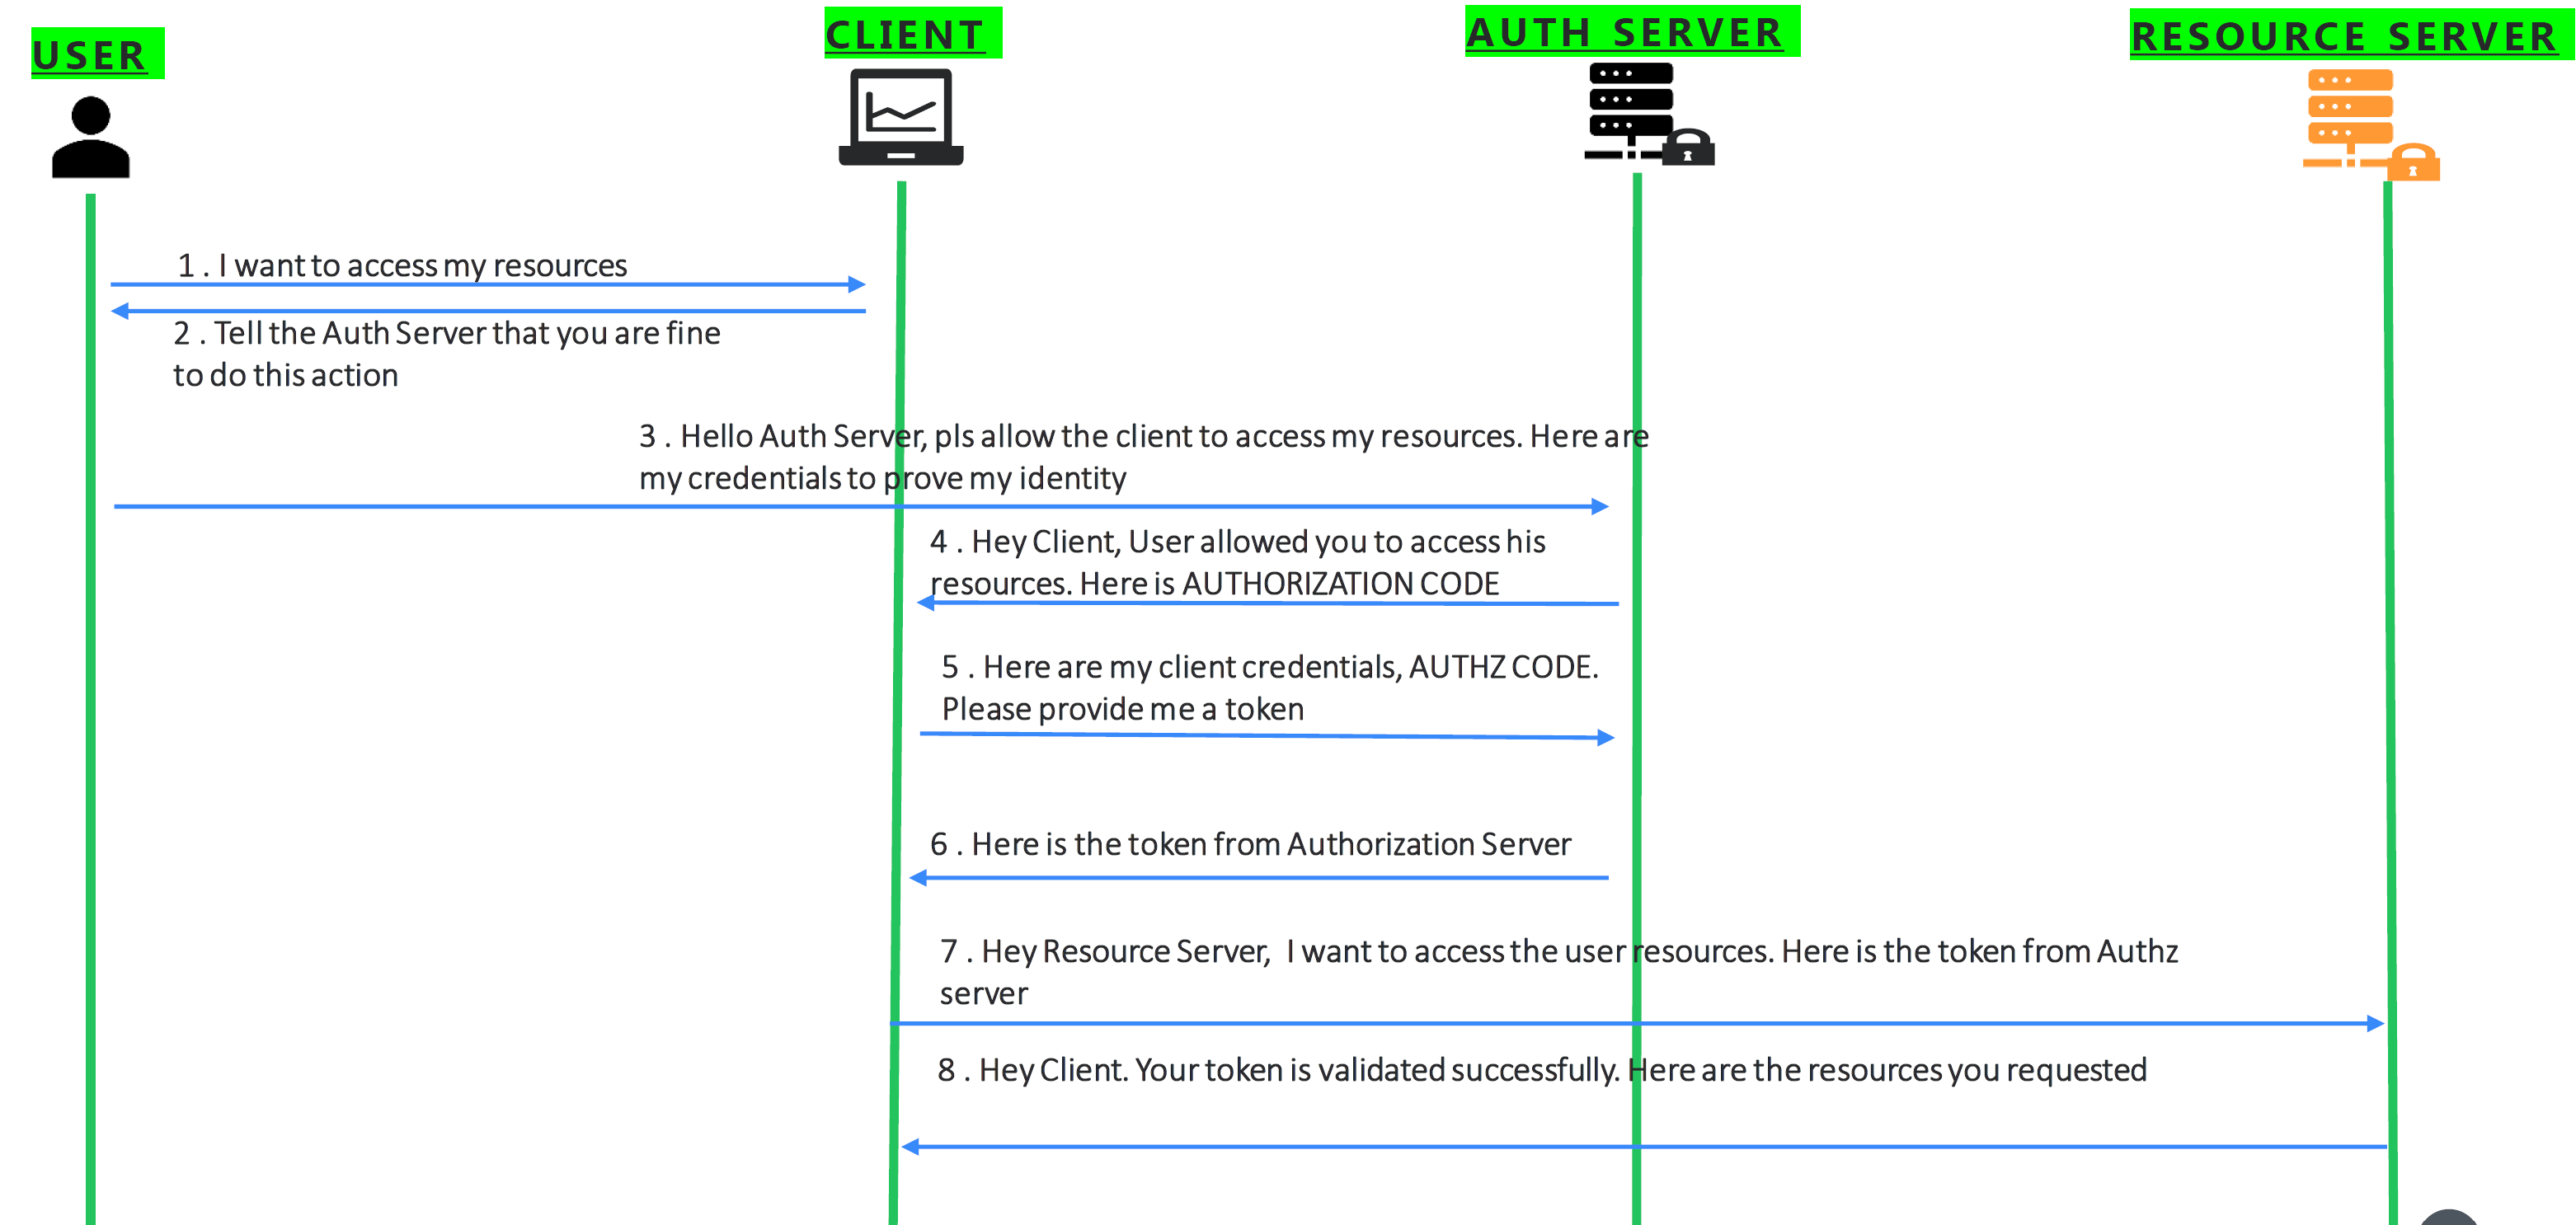 USER
CLIENT
AUTH SERVER
RESOURCE SERVER
1 . I want to access my resources
2 . Tell the Auth Server that you are fine
to do this action
3 . Hello Auth Server, pls allow the client to access my resources. Here are
my credentials to prove my identity
4 . Hey Client, User allowed you to access his
resources. Here is AUTHORIZATION CODE
5 . Here are my client credentials, AUTHZ CODE.
Please provide me a token
6 . Here is the token from Authorization Server
7 . Hey Resource Server, I want to access the user resources. Here is the token from Authz
server
8 . Hey Client. Your token is validated successfully. Here are the resources you requested